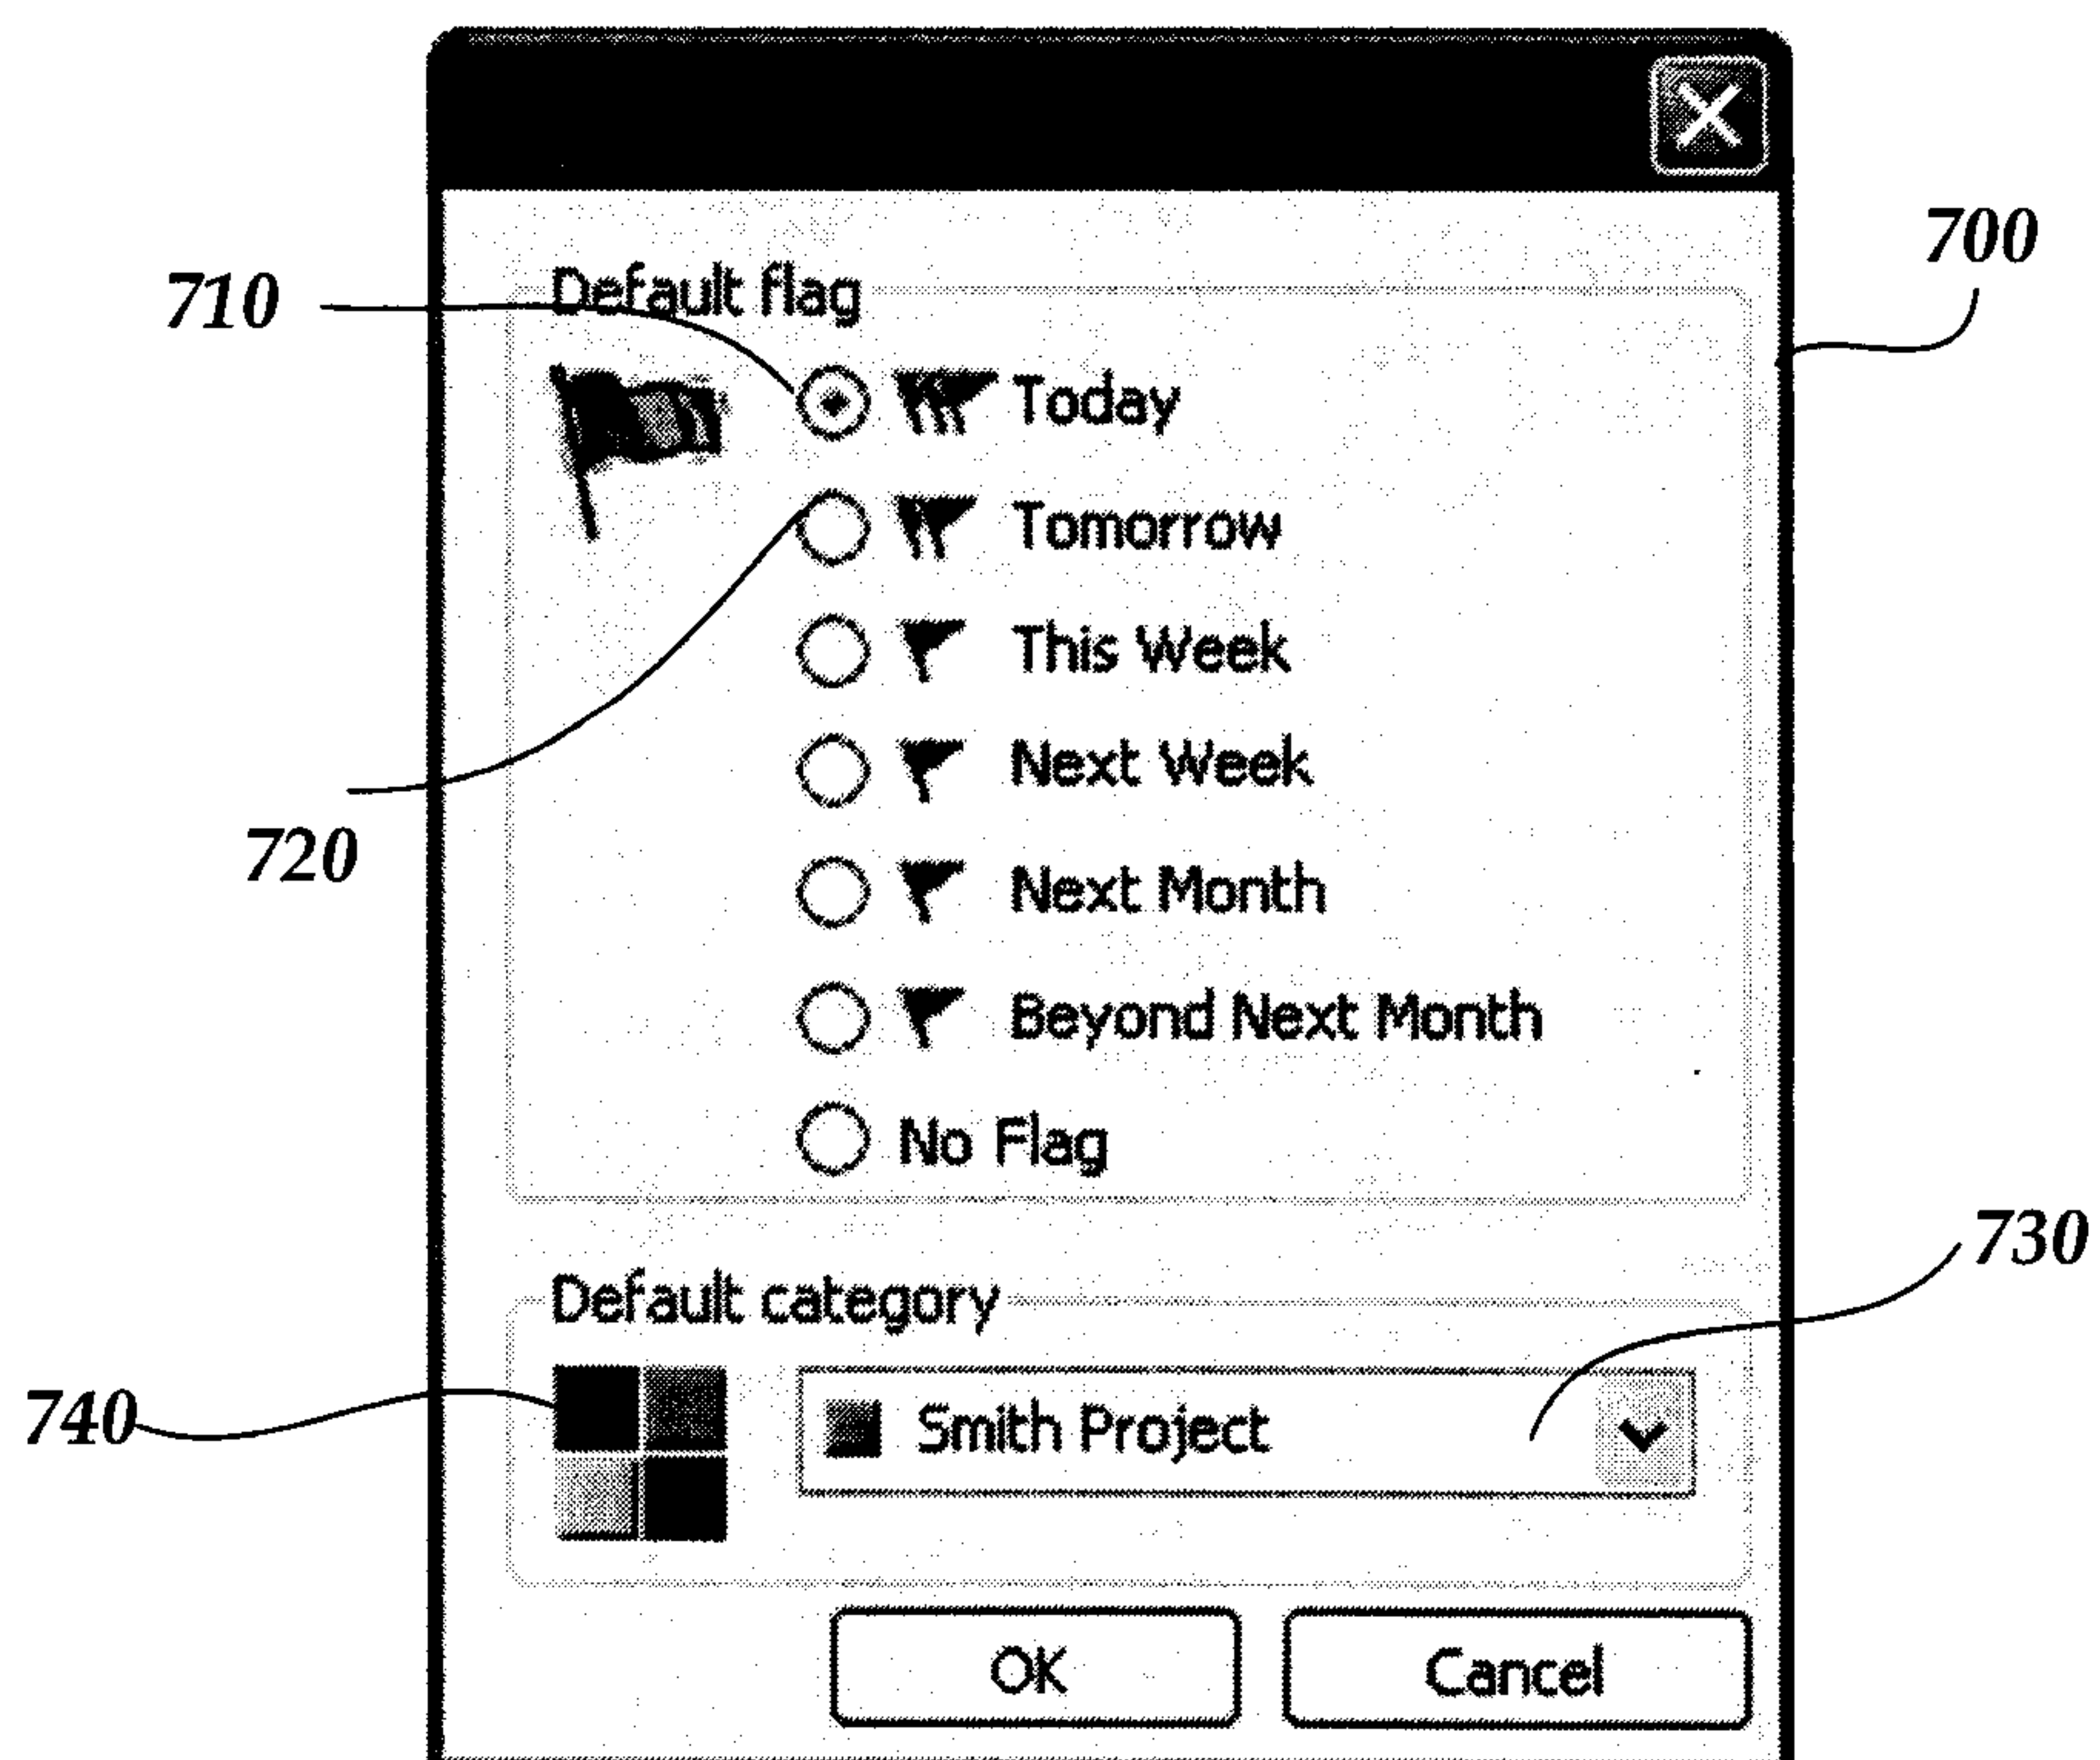 700
710
Default flag
Today
Tomorrow
This Week
Next Week
720
Next Month
Beyond Next Month
No Flag
730
Default category
740
Smith Project
OK
Cancel